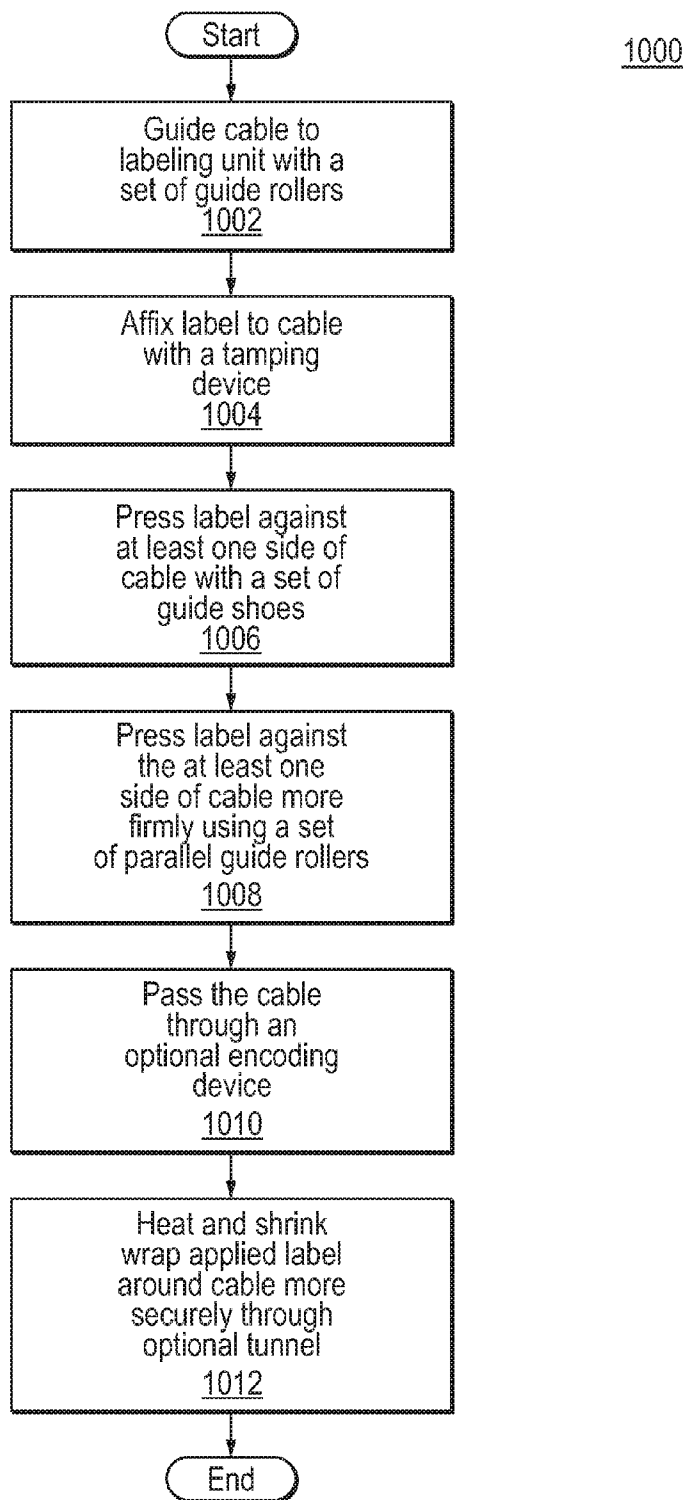 Start
1000
Guide cable to
labeling unit with a
set of guide rollers
1002
Affix label to cable
with a tamping
device
1004
Press label against
at least one side of
cable with a set of
guide shoes
1006
Press label against
the at least one
side of cable more
firmly using a set
of parallel guide rollers
1008
Pass the cable
through an
optional encoding
device
1010
Heat and shrink
wrap applied label
around cable more
securely through
optional tunnel
1012
End